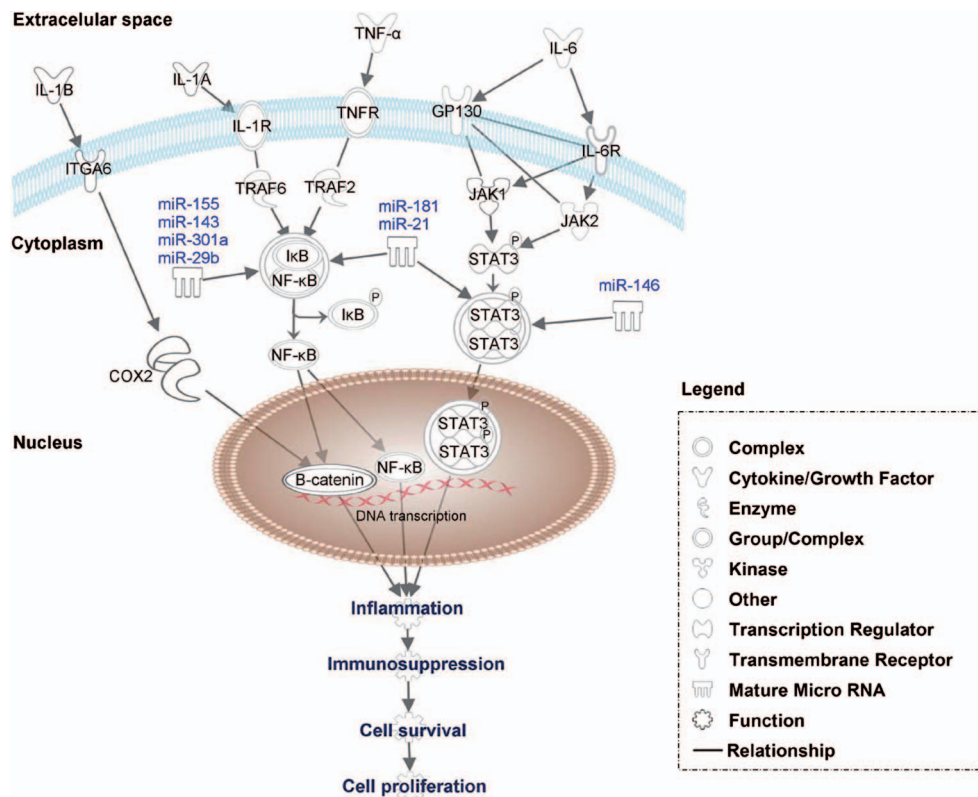 Extracelular space
TNF-α
IL-6
IL-1B
IL-1A
GP130
IL-1R
TNFR
IL-6R
ITGA6
TRAF6
TRAF2
JAK1
JAK2
miR-155
miR-143
miR-301a
miR-29b
miR-181
miR-21
Cytoplasm
P
STAT3
IκB
NF-κB
miR-146
P
STAT3
STAT3
P
IκB
NF-κB
COX2
Nucleus
P
STAT3
P
STAT3
NF-κB
B-catenin
DNA transcription
Inflammation
Immunosuppression
Cell survival
Cell proliferation
Legend
Complex
Cytokine/Growth Factor
Enzyme
Group/Complex
Kinase
Other
Transcription Regulator
Transmembrane Receptor
Mature Micro RNA
Function
Relationship